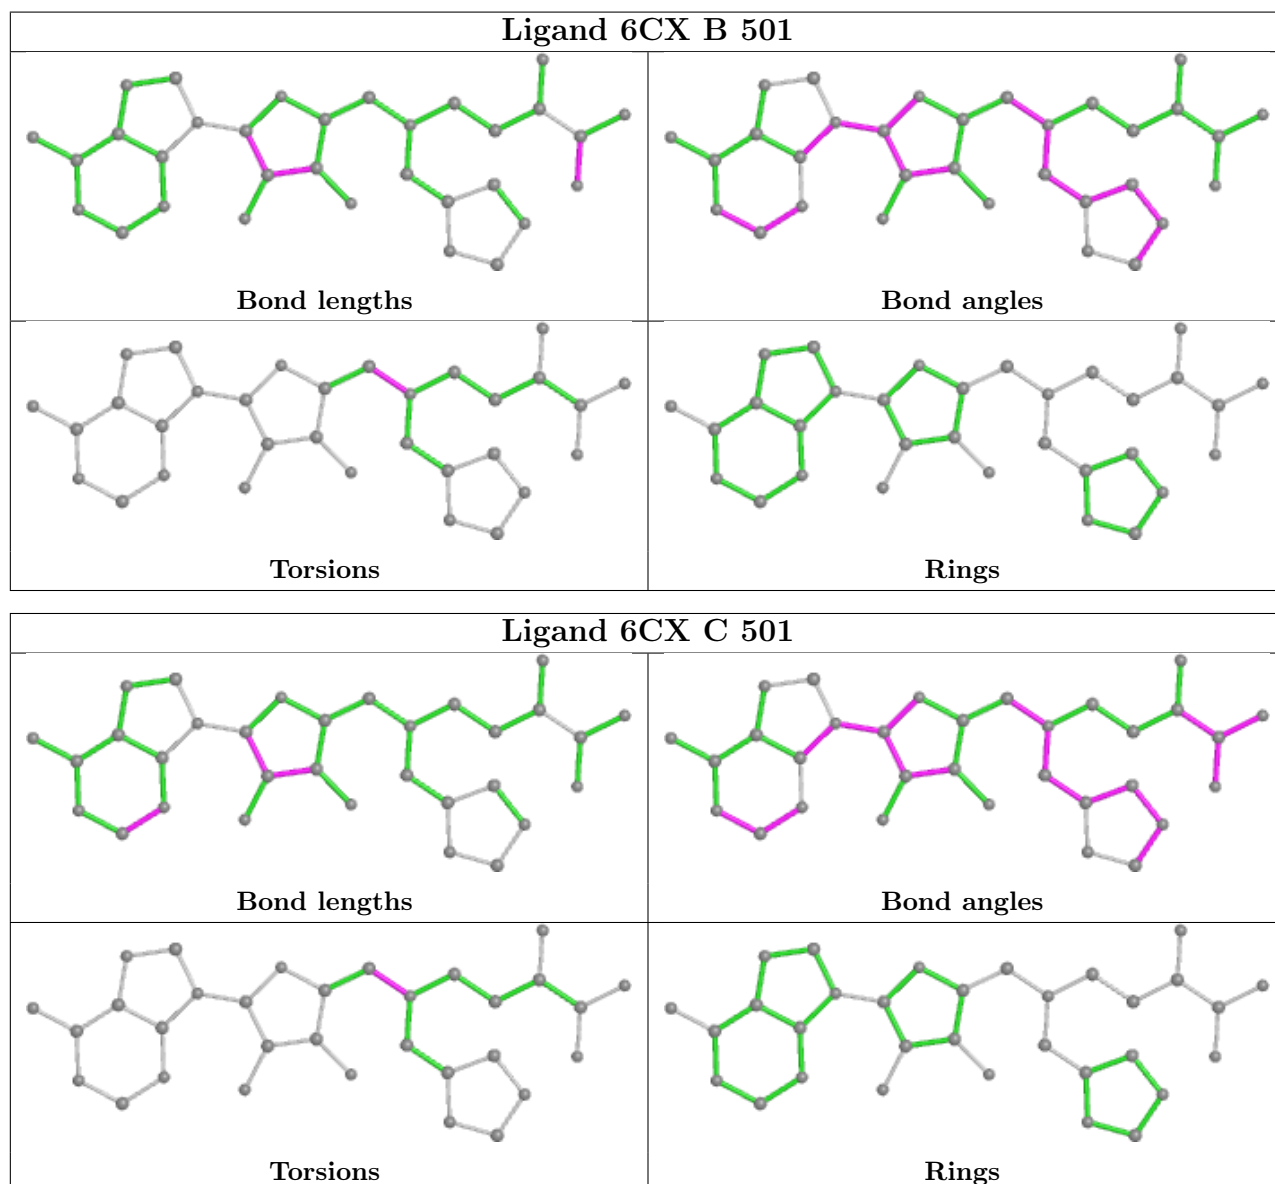 Ligand 6CX B 501
Bond lengths
Bond angles
Torsions
Rings
Ligand 6CX C 501
Bond lengths
Bond angles
Torsions
Rings